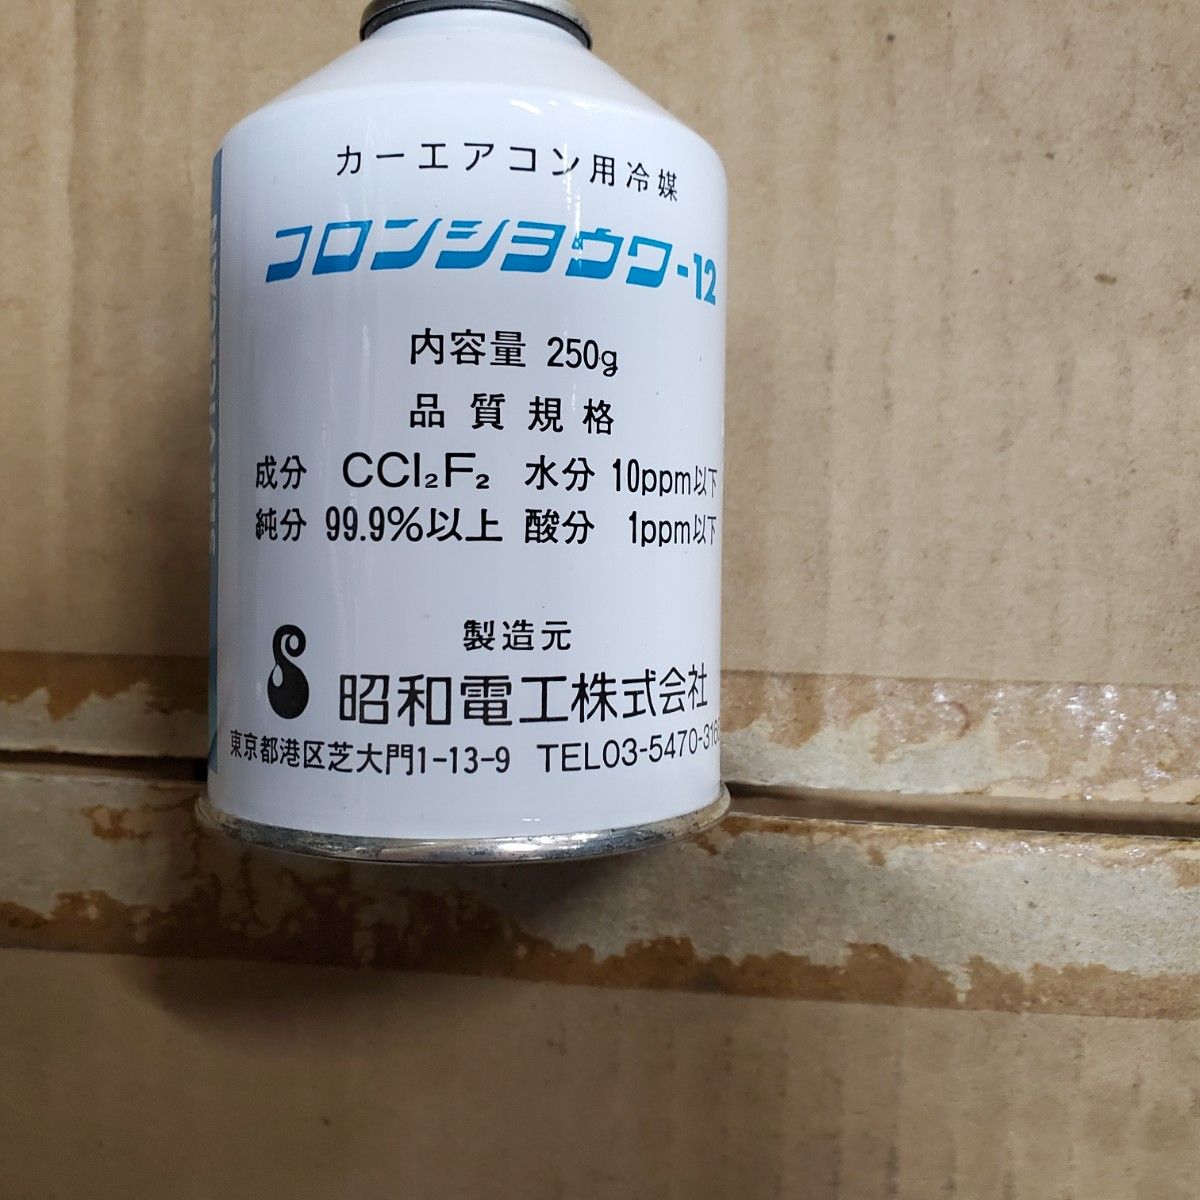 カーエアコン用冷媒
フロンショウワ-12
内容量 250g
品質規格
成分 CCl₂F₂ 水分 10ppm以下
純分 99.9%以上 酸分 1ppm以下
製造元
昭和電工株式会社
東京都港区芝大門1-13-9 TEL03-5470-316